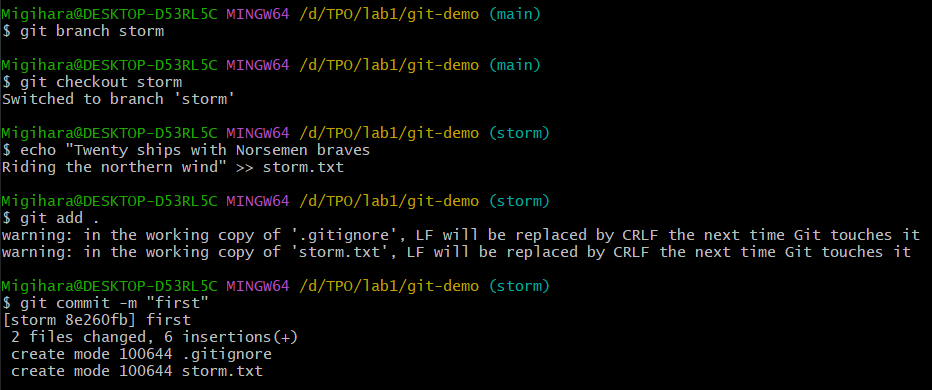 Migihara@DESKTOP-D53RL5C MINGW64 /d/TPO/lab1/git-demo (main)
$ git branch storm
Migihara@DESKTOP-D53RL5C MINGW64 /d/TPO/lab1/git-demo (main)
$ git checkout storm
Switched to branch 'storm'
Migihara@DESKTOP-D53RL5C MINGW64 /d/TPO/lab1/git-demo (storm)
$ echo "Twenty ships with Norsemen braves
Riding the northern wind" >> storm.txt
Migihara@DESKTOP-D53RL5C MINGW64 /d/TPO/lab1/git-demo (storm)
$ git add .
warning: in the working copy of '.gitignore', LF will be replaced by CRLF the next time Git touches it
warning: in the working copy of 'storm.txt', LF will be replaced by CRLF the next time Git touches it
Migihara@DESKTOP-D53RL5C MINGW64 /d/TPO/lab1/git-demo (storm)
$ git commit -m "first"
[storm 8e260fb] first
 2 files changed, 6 insertions(+)
 create mode 100644 .gitignore
 create mode 100644 storm.txt